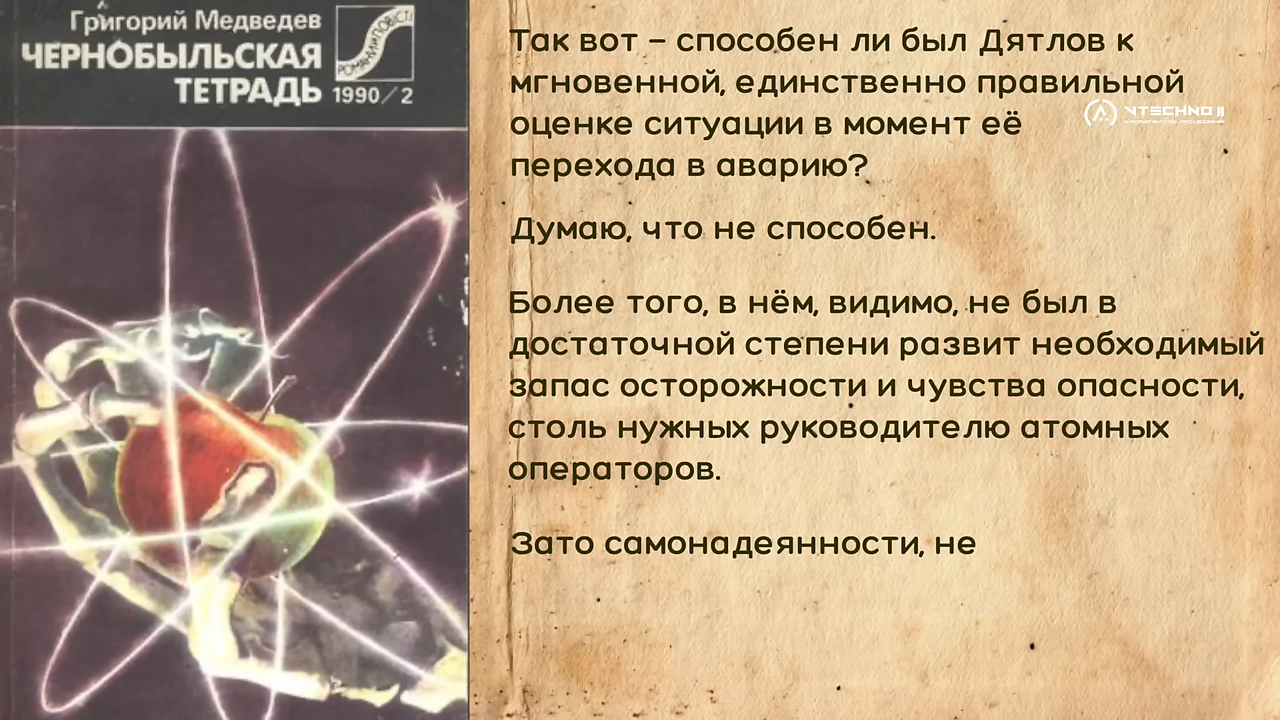 Григорий Медведев
ЧЕРНОБЫЛЬСКАЯ
ТЕТРАДЬ
1990/2
Так вот – способен ли был Дятлов к
мгновенной, единственно правильной
оценке ситуации в момент её
перехода в аварию?
Думаю, что не способен.
Более того, в нём, видимо, не был в
достаточной степени развит необходимый
запас осторожности и чувства опасности,
столь нужных руководителю атомных
операторов.
Зато самонадеянности, не